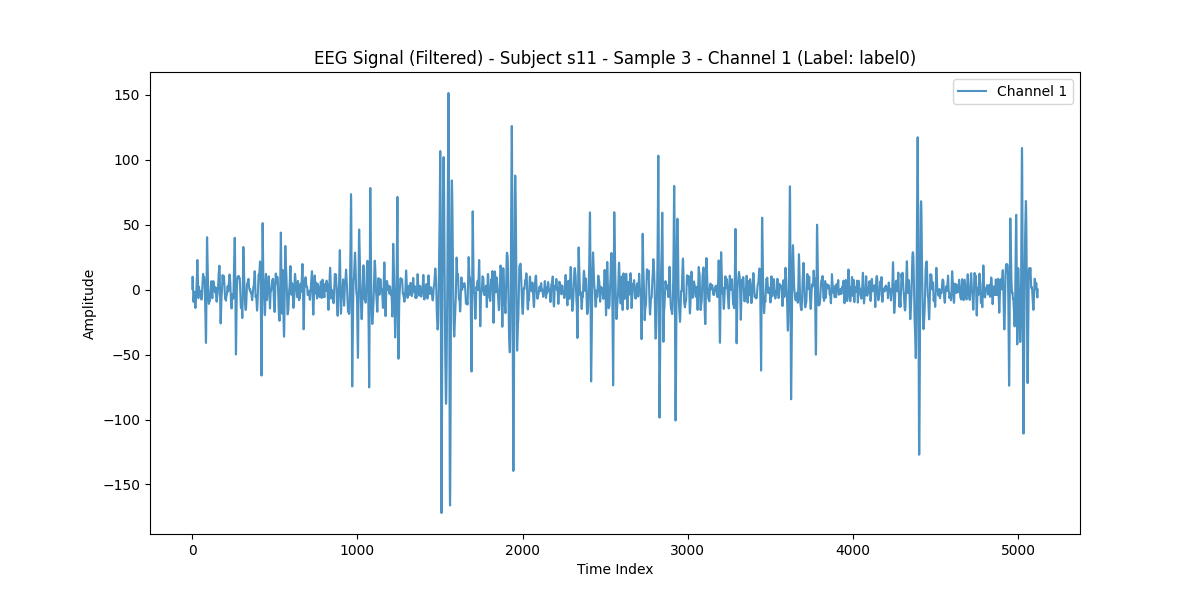 EEG Signal (Filtered) - Subject s11 - Sample 3 - Channel 1 (Label: label0)
Channel 1
150
100
50
0
−50
−100
−150
Amplitude
0 1000 2000 3000 4000 5000
Time Index